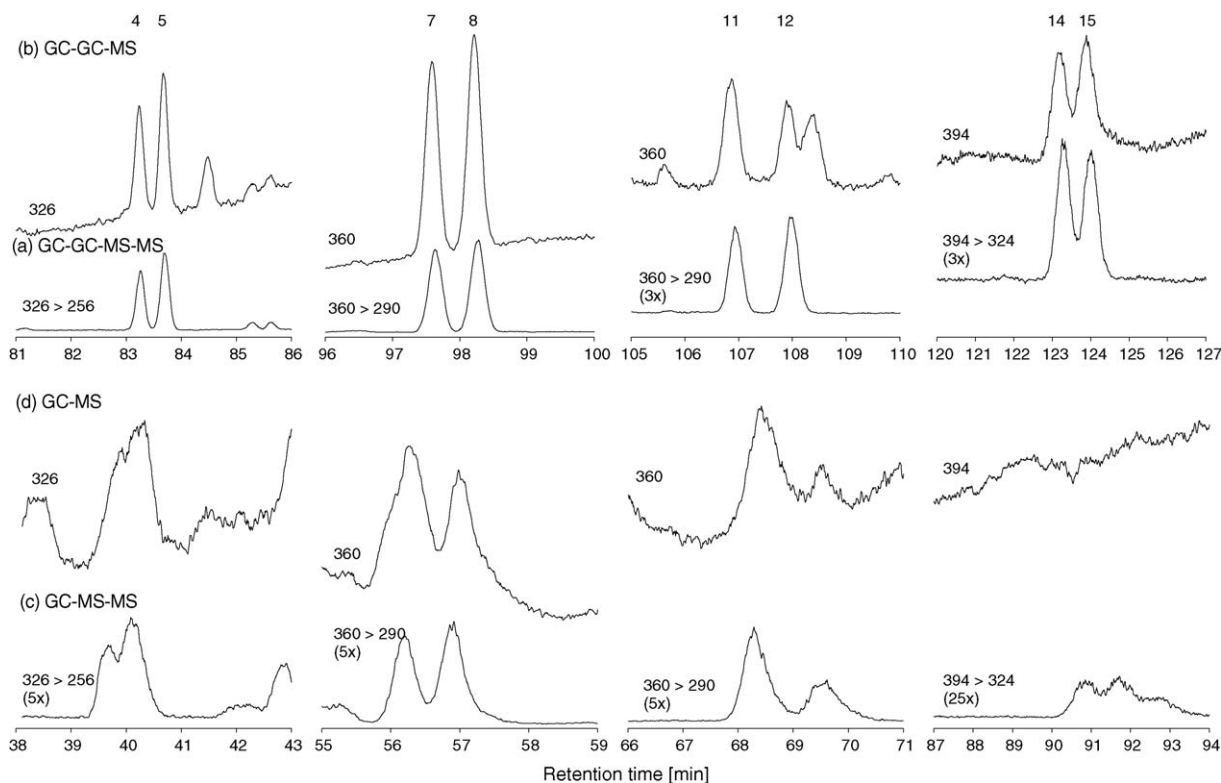 4 5 7 8 11 12 14 15
(b) GC-GC-MS
394
360
326
360
(a) GC-GC-MS-MS
394 > 324
(3x)
326 > 256
360 > 290
360 > 290
(3x)
81 82 83 84 85 86 96 97 98 99 100 105 106 107 108 109 110 120 121 122 123 124 125 126 127
(d) GC-MS
326
360
394
360
(c) GC-MS-MS
326 > 256
(5x)
360 > 290
(5x)
360 > 290
(5x)
394 > 324
(25x)
38 39 40 41 42 43 55 56 57 58 59 66 67 68 69 70 71 87 88 89 90 91 92 93 94
Retention time [min]